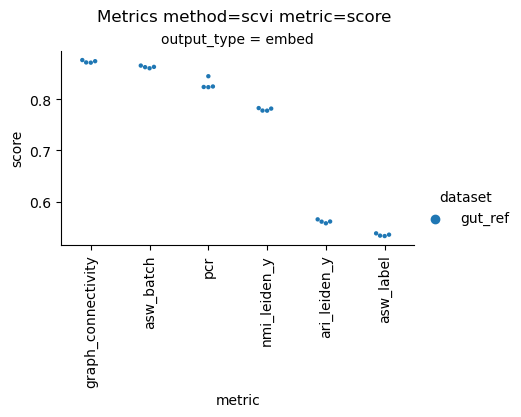 Metrics method=scvi metric=score
output_type = embed
score
0.8
0.7
0.6
graph_connectivity
asw_batch
pcr
nmi_leiden_y
ari_leiden_y
asw_label
metric
dataset
gut_ref